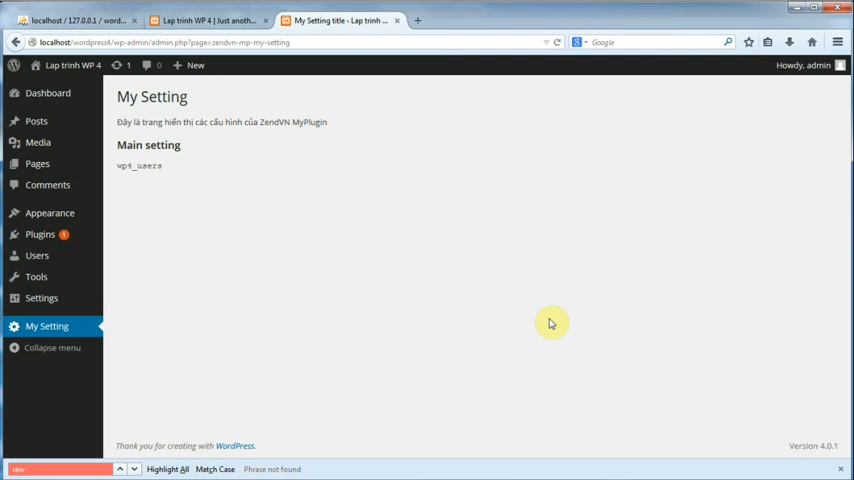 localhost / 127.0.0.1 / word...
Lap trinh WP 4 | Just anoth...
My Setting title ‹ Lap trinh ...
localhost/wordpress4/wp-admin/admin.php?page=zendvn-mp-my-setting
Google
Lap trinh WP 4
1
0
New
Howdy, admin
Dashboard
Posts
Media
Pages
Comments
Appearance
Plugins 1
Users
Tools
Settings
My Setting
Collapse menu
My Setting
Đây là trang hiển thị các cấu hình của ZendVN MyPlugin
Main setting
wp4_users
Thank you for creating with WordPress.
Version 4.0.1
raw
Highlight All
Match Case
Phrase not found